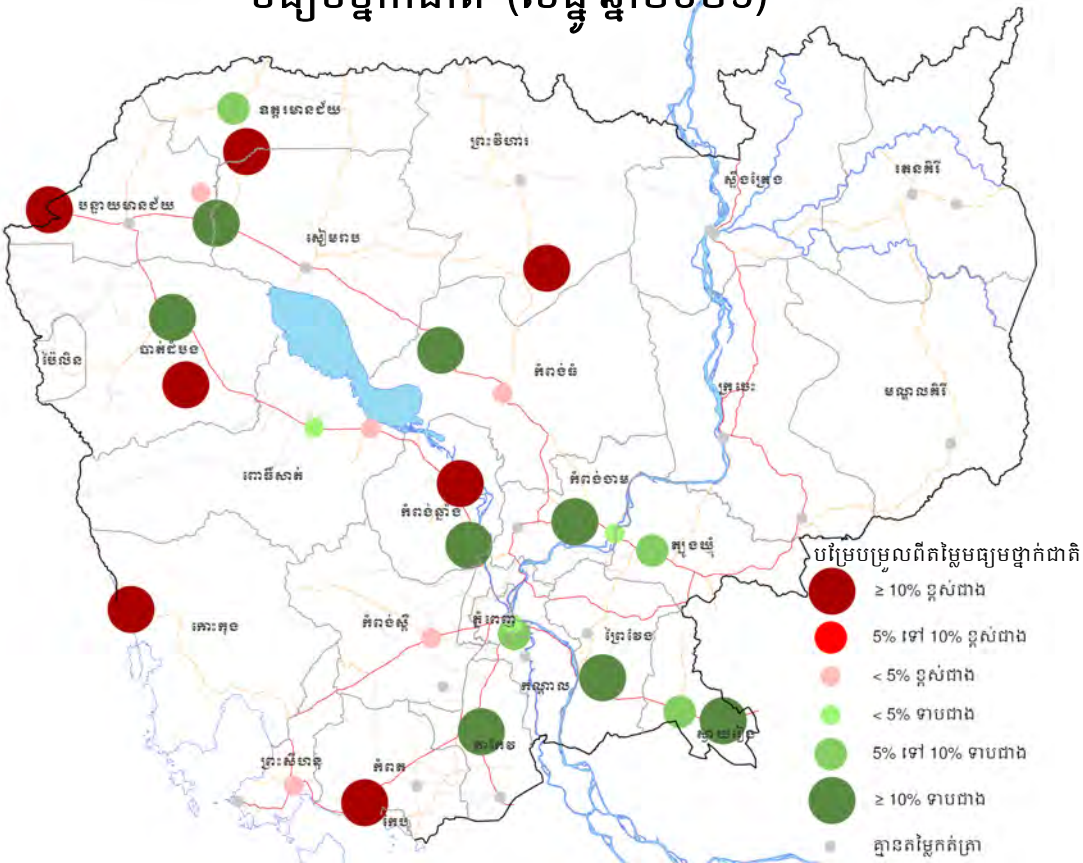 ឧត្តរមានជ័យ
ព្រះវិហារ
ស្ទឹងត្រែង
រតនគិរី
បន្ទាយមានជ័យ
សៀមរាប
ប៉ៃលិន
បាត់ដំបង
កំពង់ធំ
ក្រចេះ
មណ្ឌលគិរី
ពោធិ៍សាត់
កំពង់ចាម
កំពង់ឆ្នាំង
ត្បូងឃ្មុំ
កោះកុង
កំពង់ស្ពឺ
ភ្នំពេញ
ព្រៃវែង
កណ្តាល
តាកែវ
ស្វាយរៀង
ព្រះសីហនុ
កំពត
កែប
បម្រែបម្រួលពីតម្លៃមធ្យមថ្នាក់ជាតិ
≥ 10% ខ្ពស់ជាង
5% ទៅ 10% ខ្ពស់ជាង
< 5% ខ្ពស់ជាង
< 5% ទាបជាង
5% ទៅ 10% ទាបជាង
≥ 10% ទាបជាង
គ្មានតម្លៃកត់ត្រា